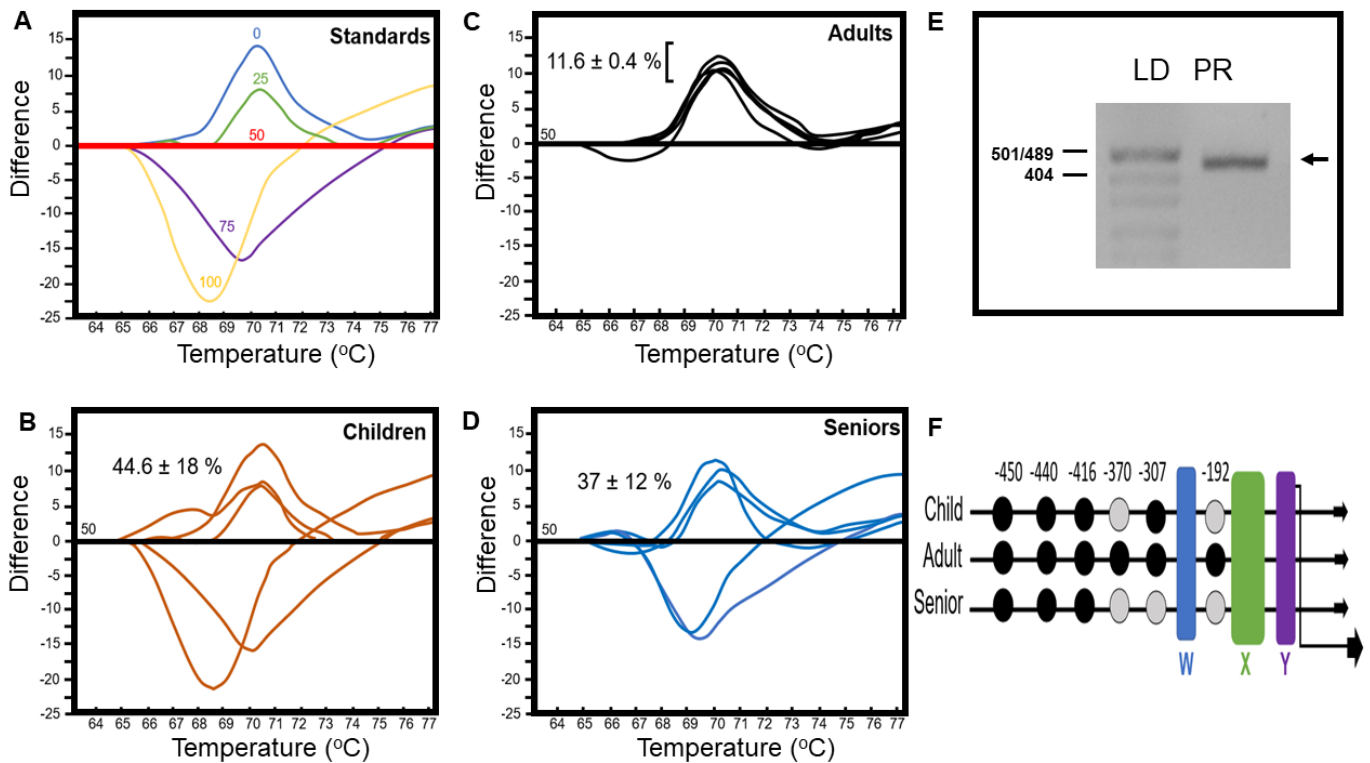 A
Standards
Difference
15
10
5
0
-5
-10
-15
-20
-25
0
25
50
75
100
64 65 66 67 68 69 70 71 72 73 74 75 76 77
Temperature (oC)
B
Children
44.6 ± 18 %
Difference
15
10
5
0
-5
-10
-15
-20
-25
50
64 65 66 67 68 69 70 71 72 73 74 75 76 77
Temperature (oC)
C
Adults
11.6 ± 0.4 %
Difference
15
10
5
0
-5
-10
-15
-20
-25
50
64 65 66 67 68 69 70 71 72 73 74 75 76 77
Temperature (oC)
D
Seniors
37 ± 12 %
Difference
15
10
5
0
-5
-10
-15
-20
-25
50
64 65 66 67 68 69 70 71 72 73 74 75 76 77
Temperature (oC)
E
LD PR
501/489
404
F
-450 -440 -416 -370 -307 -192
Child
Adult
Senior
W X Y